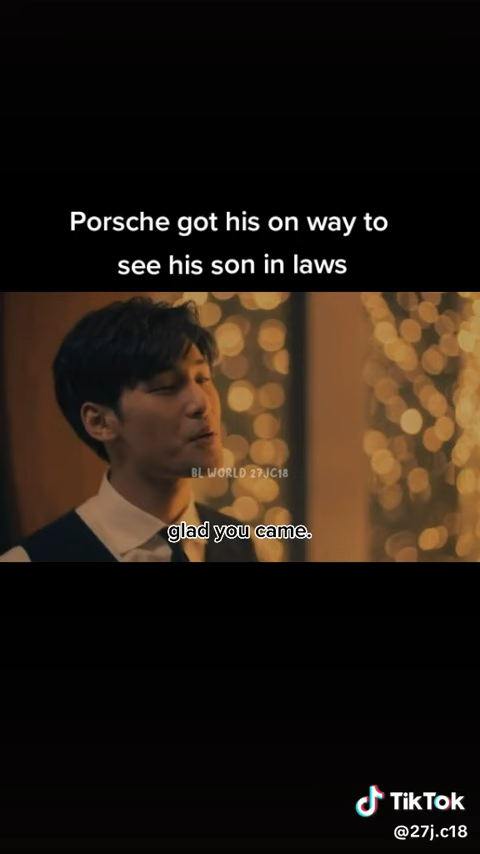 Porsche got his on way to
see his son in laws
BL WORLD 27JC18
glad you came.
TikTok
@27j.c18